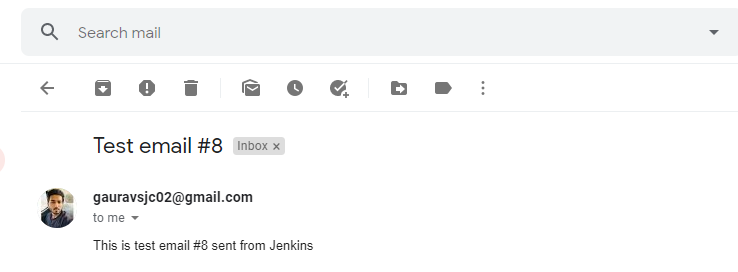 Search mail
Test email #8 Inbox ×
gauravsjc02@gmail.com
to me
This is test email #8 sent from Jenkins